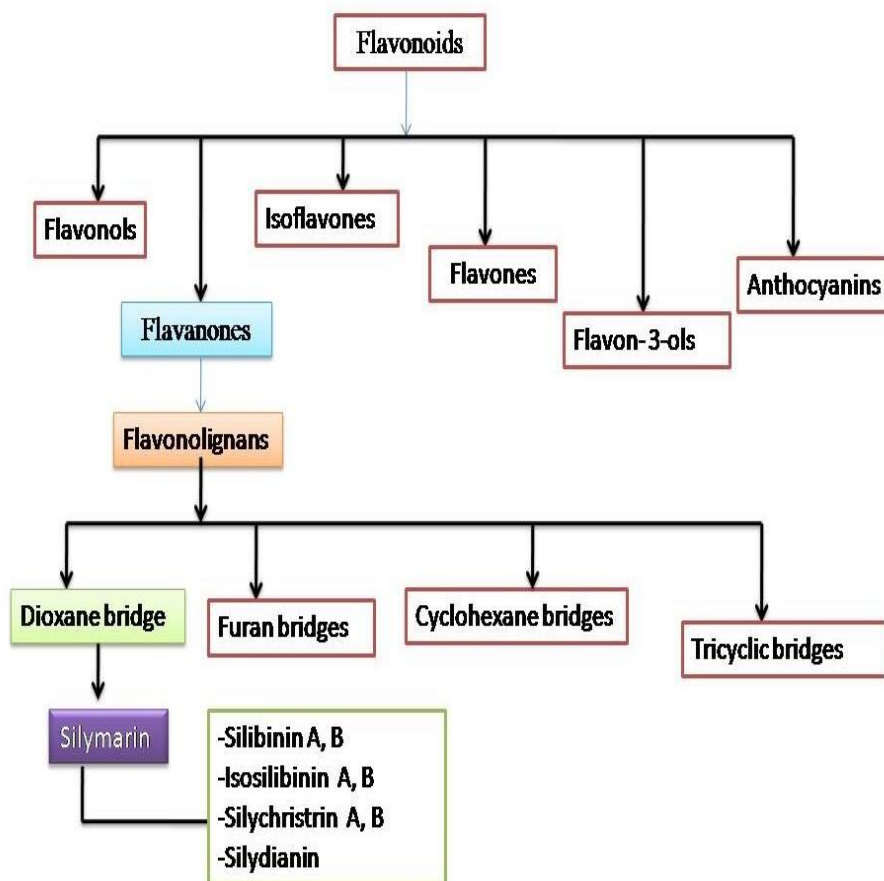 Flavonoids
Flavonols
Isoflavones
Flavones
Anthocyanins
Flavanones
Flavon-3-ols
Flavonolignans
Dioxane bridge
Furan bridges
Cyclohexane bridges
Tricyclic bridges
Silymarin
-Silibinin A, B
-Isosilibinin A, B
-Silychristrin A, B
-Silydianin